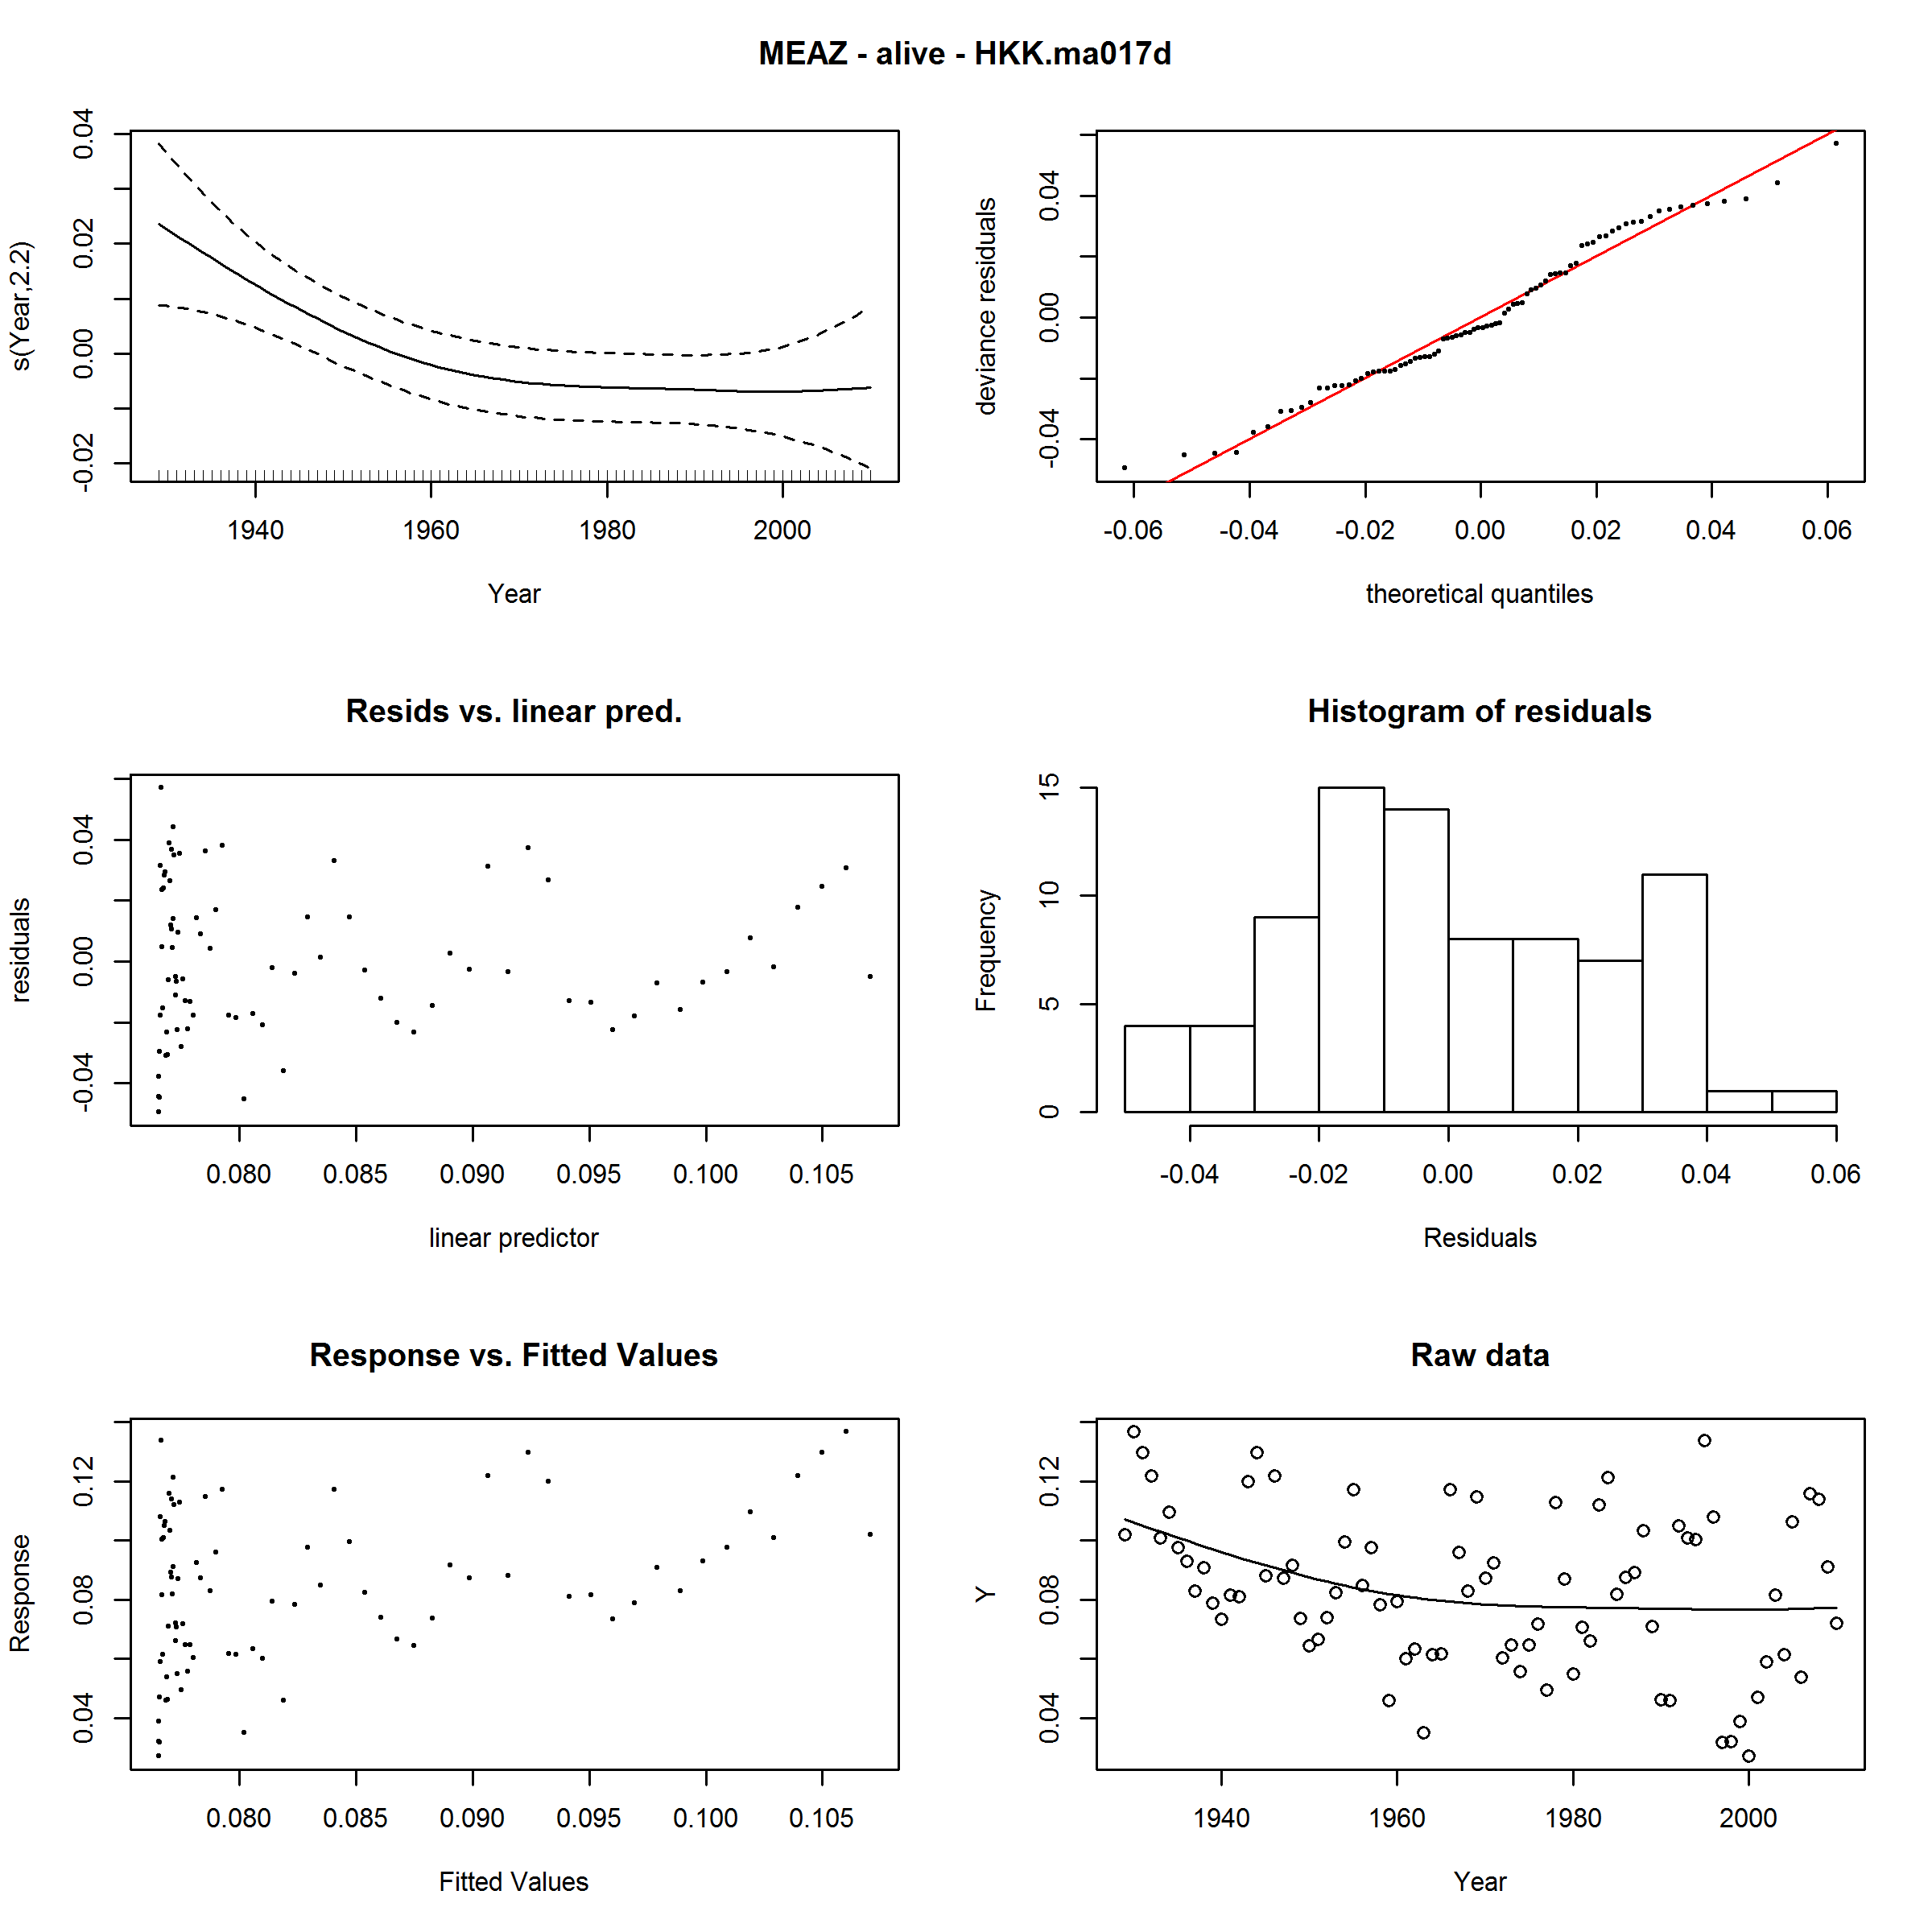 MEAZ - alive - HKK.ma017d
s(Year,2.2)
-0.02 0.00 0.02 0.04
1940 1960 1980 2000
Year
deviance residuals
-0.04 0.00 0.04
-0.06 -0.04 -0.02 0.00 0.02 0.04 0.06
theoretical quantiles
Resids vs. linear pred.
residuals
-0.04 0.00 0.04
0.080 0.085 0.090 0.095 0.100 0.105
linear predictor
Histogram of residuals
Frequency
0 5 10 15
-0.04 -0.02 0.00 0.02 0.04 0.06
Residuals
Response vs. Fitted Values
Response
0.04 0.08 0.12
0.080 0.085 0.090 0.095 0.100 0.105
Fitted Values
Raw data
Y
0.04 0.08 0.12
1940 1960 1980 2000
Year